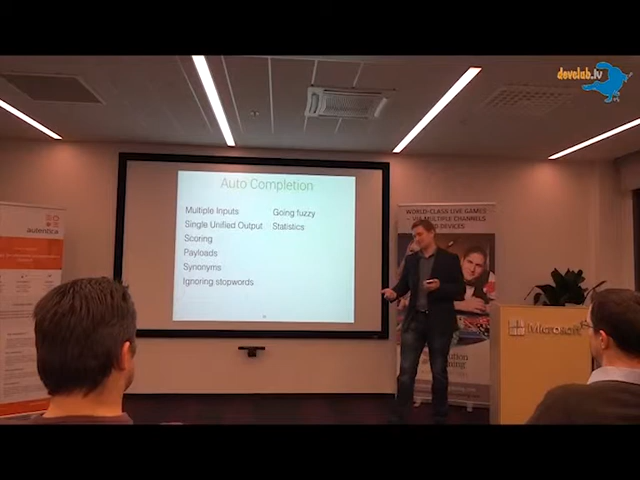 develab.lv
Auto Completion
Multiple Inputs
Single Unified Output
Scoring
Payloads
Synonyms
Ignoring stopwords
Going fuzzy
Statistics
autentica
WORLD-CLASS LIVE GAMES
MULTIPLE CHANNELS
DEVICES
Microsoft